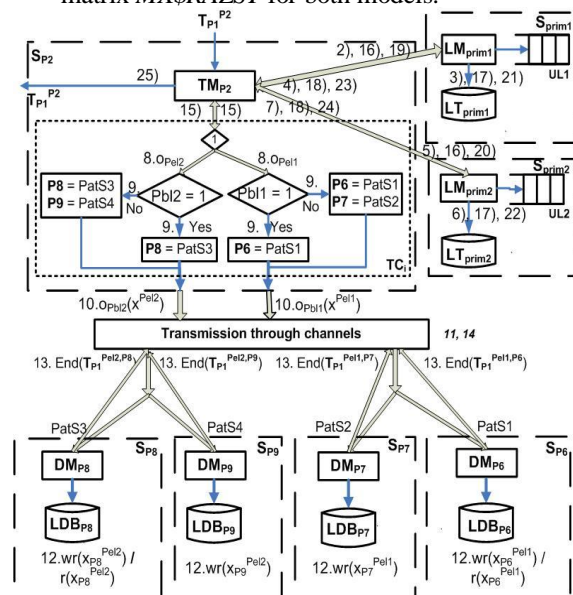 matrix MX$RAZST for both models.
T_P1^P2
S_P2
S_prim1
2), 16), 19)
LM_prim1
UL1
25)
T_P1^P2
TM_P2
4), 18), 23)
3), 17), 21)
7), 18), 24)
LT_prim1
15)
15)
1
5), 16), 20)
S_prim2
8.o_Pel2
8.o_Pel1
LM_prim2
UL2
P8 = PatS3
P9 = PatS4
9.
No
Pbl2 = 1
Pbl1 = 1
9.
No
P6 = PatS1
P7 = PatS2
6), 17), 22)
9. Yes
9. Yes
LT_prim2
P8 = PatS3
P6 = PatS1
TC_i
10.o_Pbl2(x^Pel2)
10.o_Pbl1(x^Pel1)
Transmission through channels
11, 14
13. End(T_P1^Pel2,P8)
13. End(T_P1^Pel2,P9)
13. End(T_P1^Pel1,P7)
13. End(T_P1^Pel1,P6)
PatS3
PatS4
PatS2
PatS1
S_P8
S_P9
S_P7
S_P6
DM_P8
DM_P9
DM_P7
DM_P6
LDB_P8
LDB_P9
LDB_P7
LDB_P6
12.wr(x_P8^Pel2) /
r(x_P8^Pel2)
12.wr(x_P9^Pel2)
12.wr(x_P7^Pel1)
12.wr(x_P6^Pel1) /
r(x_P6^Pel1)